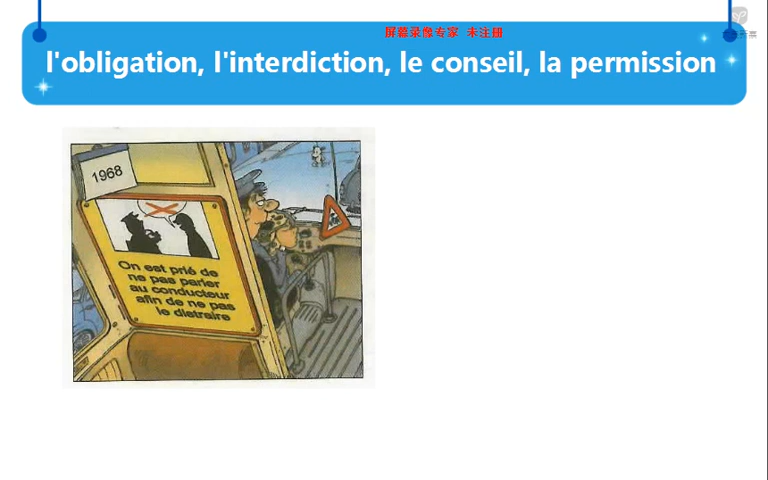 屏幕录像专家 未注册
l'obligation, l'interdiction, le conseil, la permission
1968
On est prié de
ne pas parler
au conducteur
afin de ne pas
le distraire